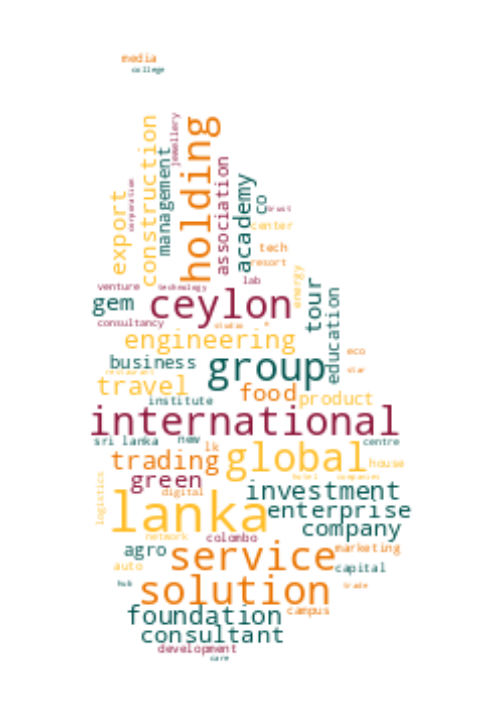 media
college
holding
construction
jewellery
management
association
academy
corporation
export
co
trust
center
tech
resort
lab
energy
venture
technology
gem
ceylon
tour
education
consultancy
studio
engineering
eco
business
group
star
restaurant
travel
food
product
institute
international
sri lanka
new
lk
centre
trading
global
house
green
hotel
companies
digital
investment
logistics
lanka
enterprise
company
network
colombo
agro
service
marketing
auto
capital
hub
solution
trade
foundation
campus
consultant
development
care